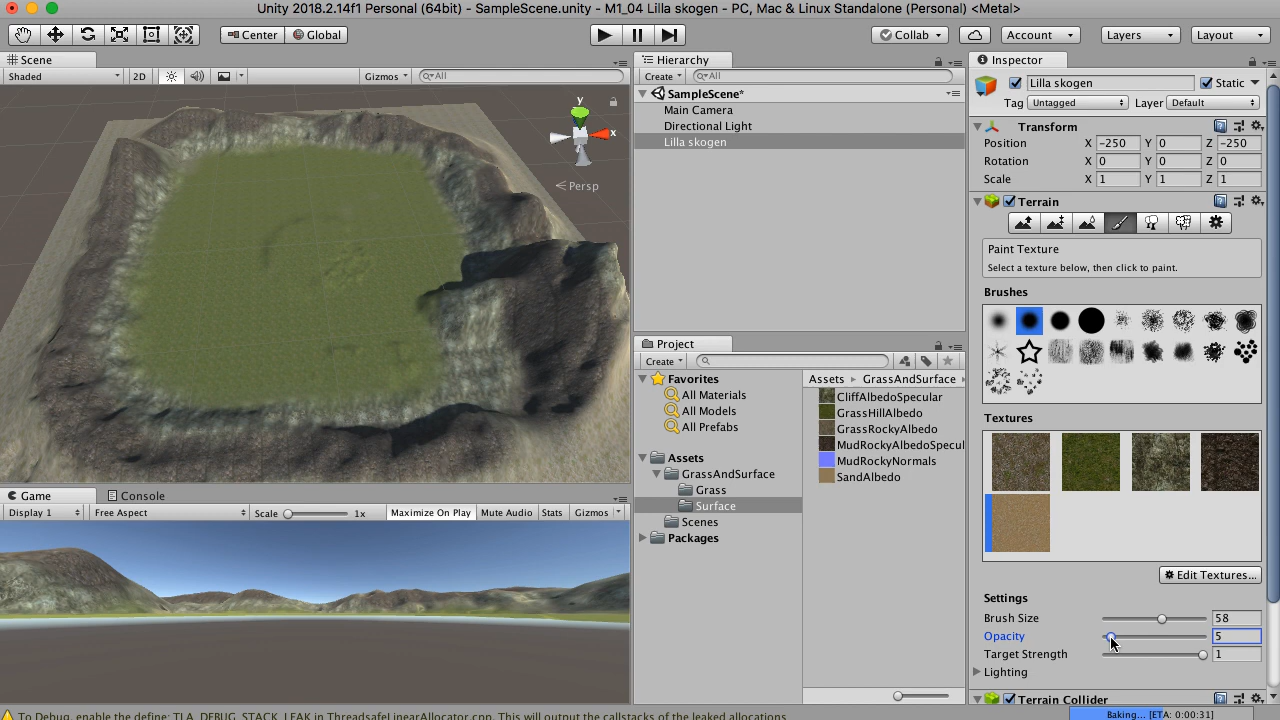 Unity 2018.2.14f1 Personal (64bit) - SampleScene.unity - M1_04 Lilla skogen - PC, Mac & Linux Standalone (Personal) <Metal>
Center Global Collab Account Layers Layout
Scene
Shaded 2D Gizmos All
y
x
Persp
Hierarchy
Create All
SampleScene*
Main Camera
Directional Light
Lilla skogen
Project
Create
Favorites
All Materials
All Models
All Prefabs
Assets
GrassAndSurface
Grass
Surface
Scenes
Packages
Assets GrassAndSurface
CliffAlbedoSpecular
GrassHillAlbedo
GrassRockyAlbedo
MudRockyAlbedoSpecul
MudRockyNormals
SandAlbedo
Game Console
Display 1 Free Aspect Scale 1x Maximize On Play Mute Audio Stats Gizmos
Inspector
Lilla skogen Static
Tag Untagged Layer Default
Transform
Position X -250 Y 0 Z -250
Rotation X 0 Y 0 Z 0
Scale X 1 Y 1 Z 1
Terrain
Paint Texture
Select a texture below, then click to paint.
Brushes
Textures
Edit Textures...
Settings
Brush Size 58
Opacity 5
Target Strength 1
Lighting
Terrain Collider
To Debug, enable the define: TLA_DEBUG_STACK_LEAK in ThreadsafeLinearAllocator.cpp. This will output the callstacks of the leaked allocations
Baking... [ETA: 0:00:31]